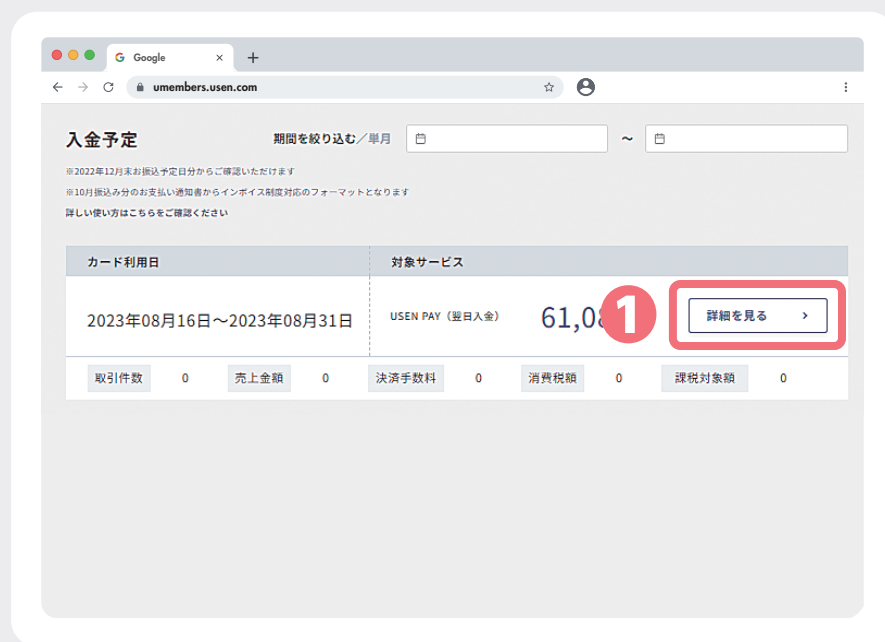 Google
umembers.usen.com
入金予定 期間を絞り込む／単月 ～
※2022年12月末お振込予定日分からご確認いただけます
※10月振込み分のお支払い通知書からインボイス制度対応のフォーマットとなります
詳しい使い方はこちらをご確認ください
カード利用日 対象サービス
2023年08月16日～2023年08月31日 USEN PAY（翌日入金） 61,08 1 詳細を見る
取引件数 0 売上金額 0 決済手数料 0 消費税額 0 課税対象額 0